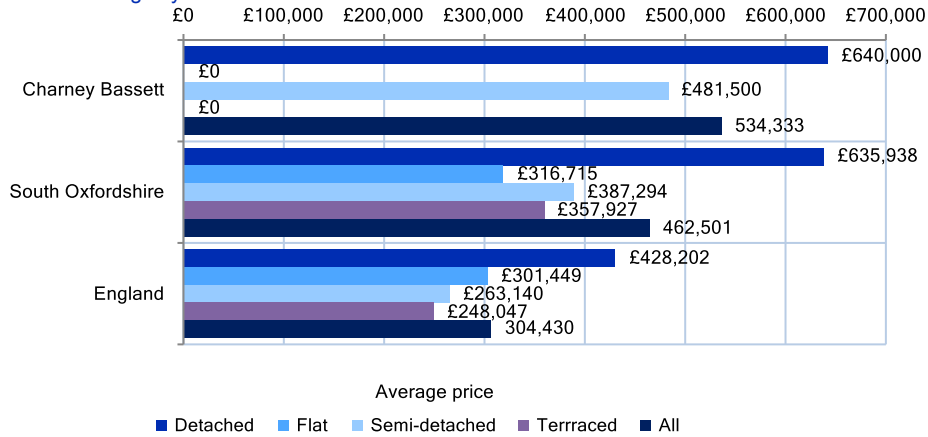 £0 £100,000 £200,000 £300,000 £400,000 £500,000 £600,000 £700,000
£640,000
£0
Charney Bassett
£481,500
£0
534,333
£635,938
£316,715
South Oxfordshire
£387,294
£357,927
462,501
£428,202
£301,449
England
£263,140
£248,047
304,430
Average price
Detached Flat Semi-detached Terrraced All